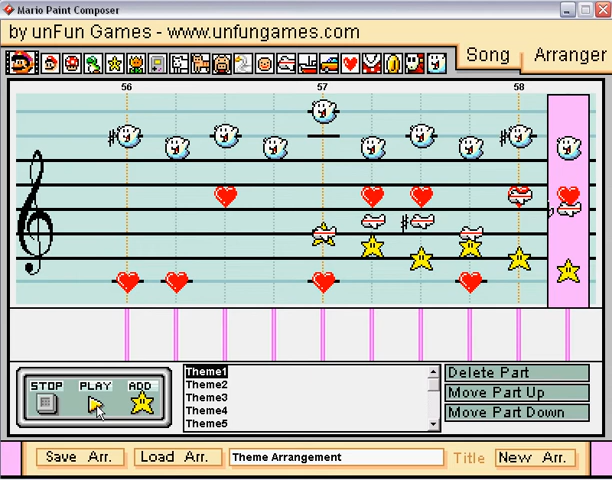 Mario Paint Composer
by unFun Games - www.unfungames.com
Song
Arranger
56
57
58
STOP
PLAY
ADD
Theme1
Theme2
Theme3
Theme4
Theme5
Delete Part
Move Part Up
Move Part Down
Save Arr.
Load Arr.
Theme Arrangement
Title
New Arr.